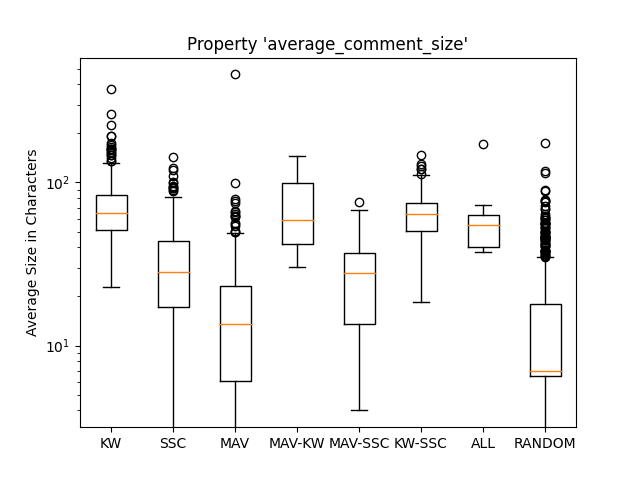 Property 'average_comment_size'
Average Size in Characters
10²
10¹
KW SSC MAV MAV-KW MAV-SSC KW-SSC ALL RANDOM